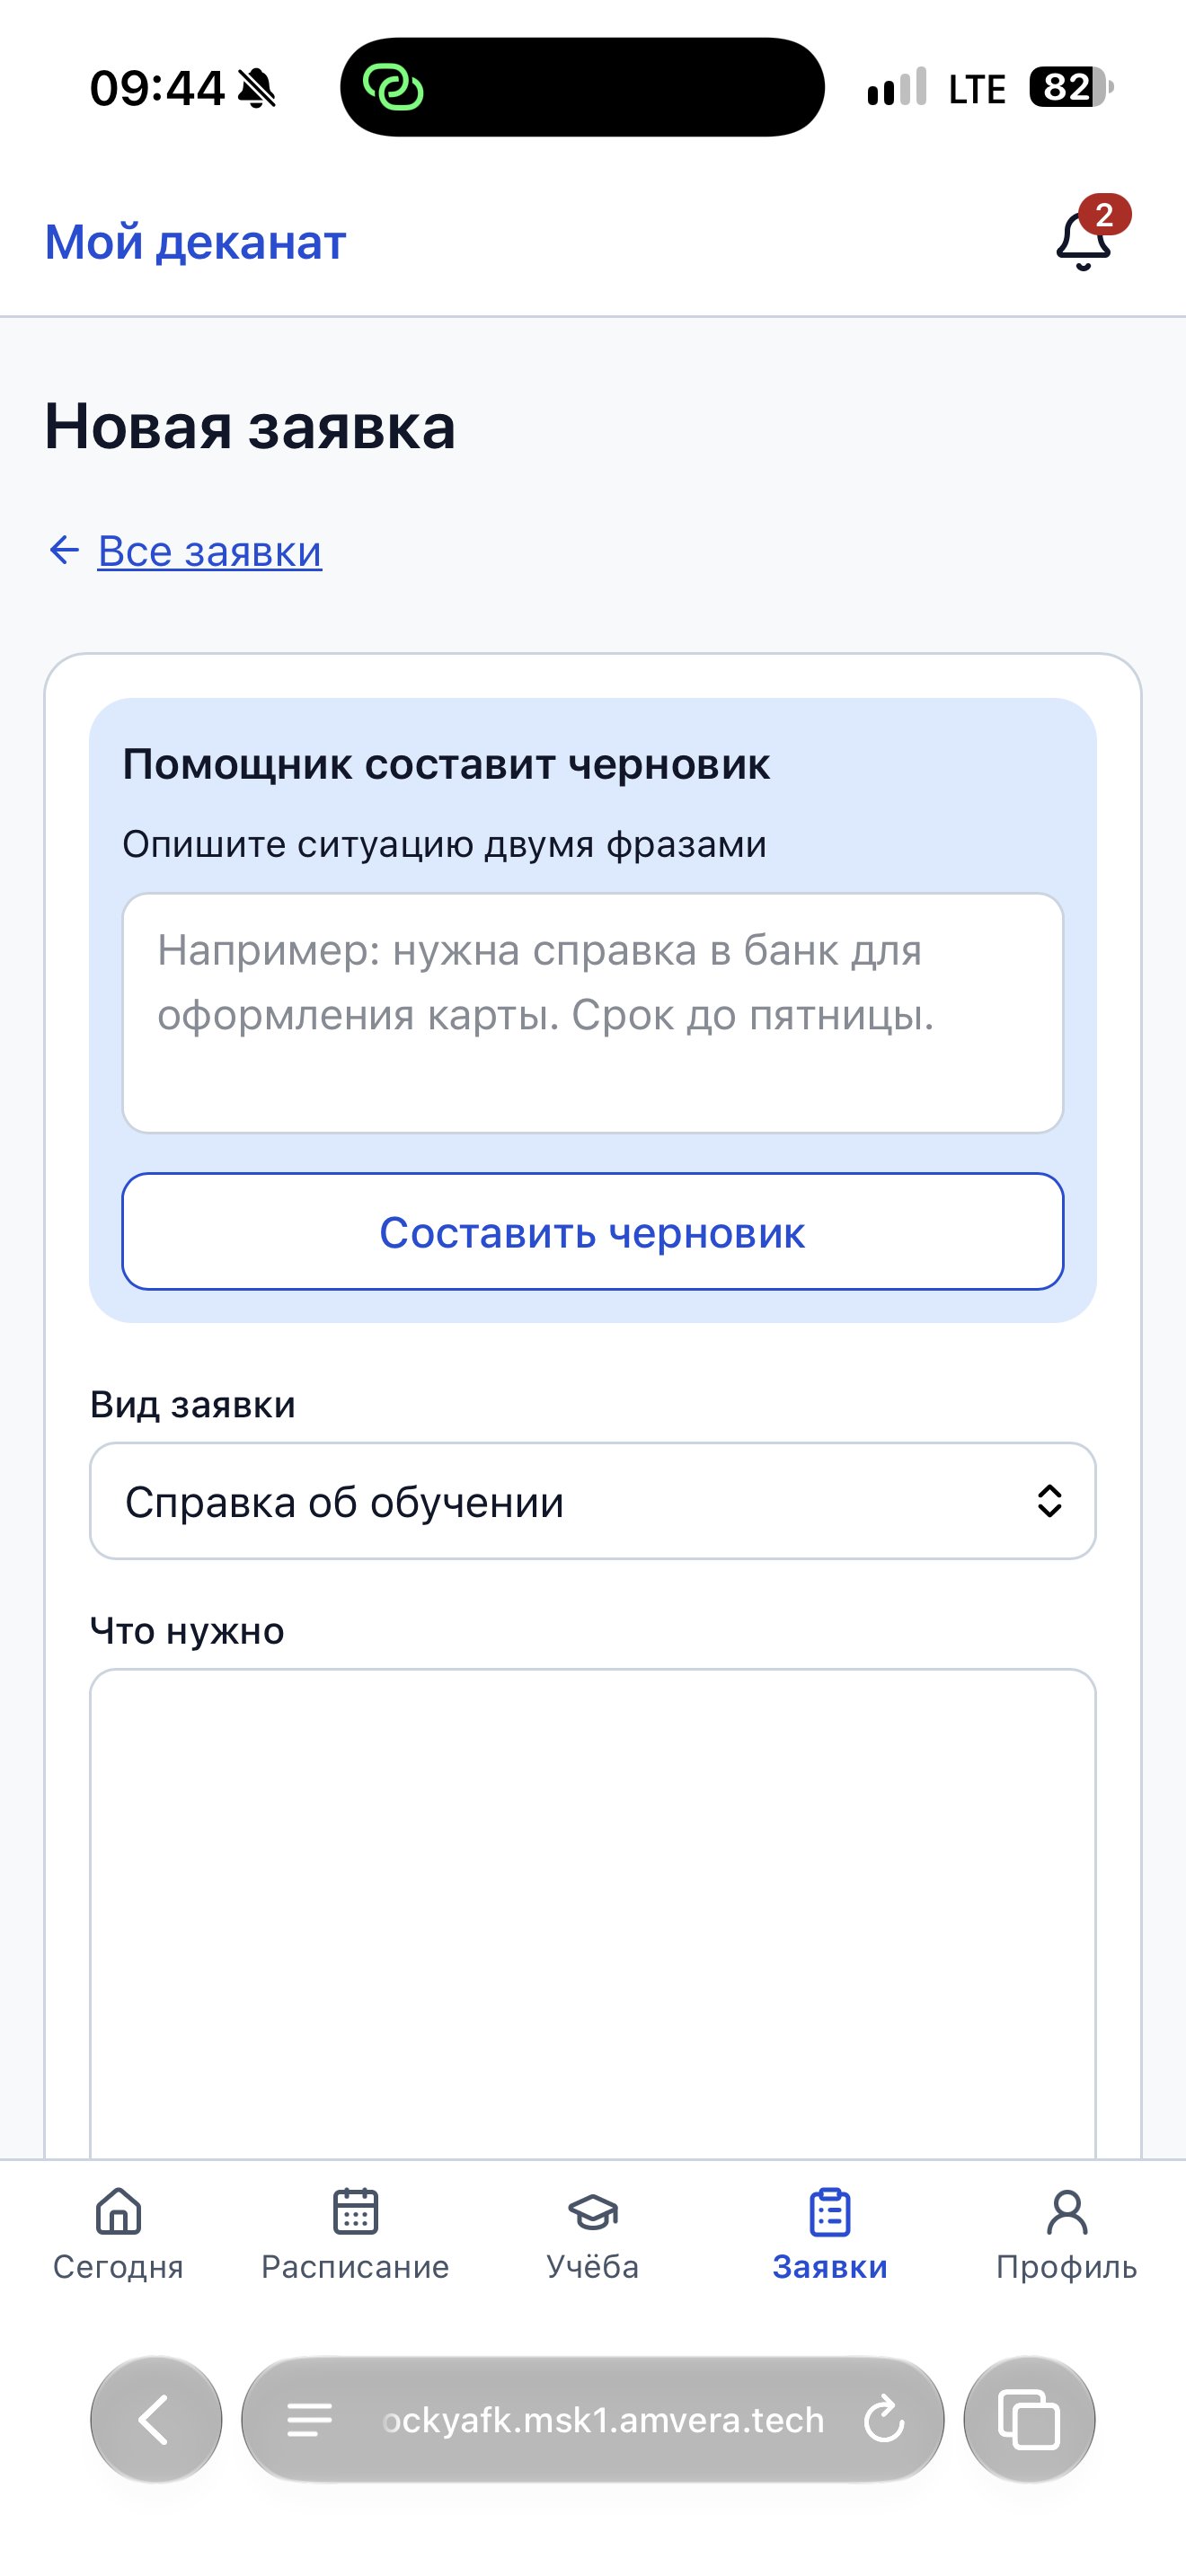 09:44
LTE
82
Мой деканат
2
Новая заявка
← Все заявки
Помощник составит черновик
Опишите ситуацию двумя фразами
Например: нужна справка в банк для
оформления карты. Срок до пятницы.
Составить черновик
Вид заявки
Справка об обучении
Что нужно
Сегодня
Расписание
Учёба
Заявки
Профиль
ockyafk.msk1.amvera.tech